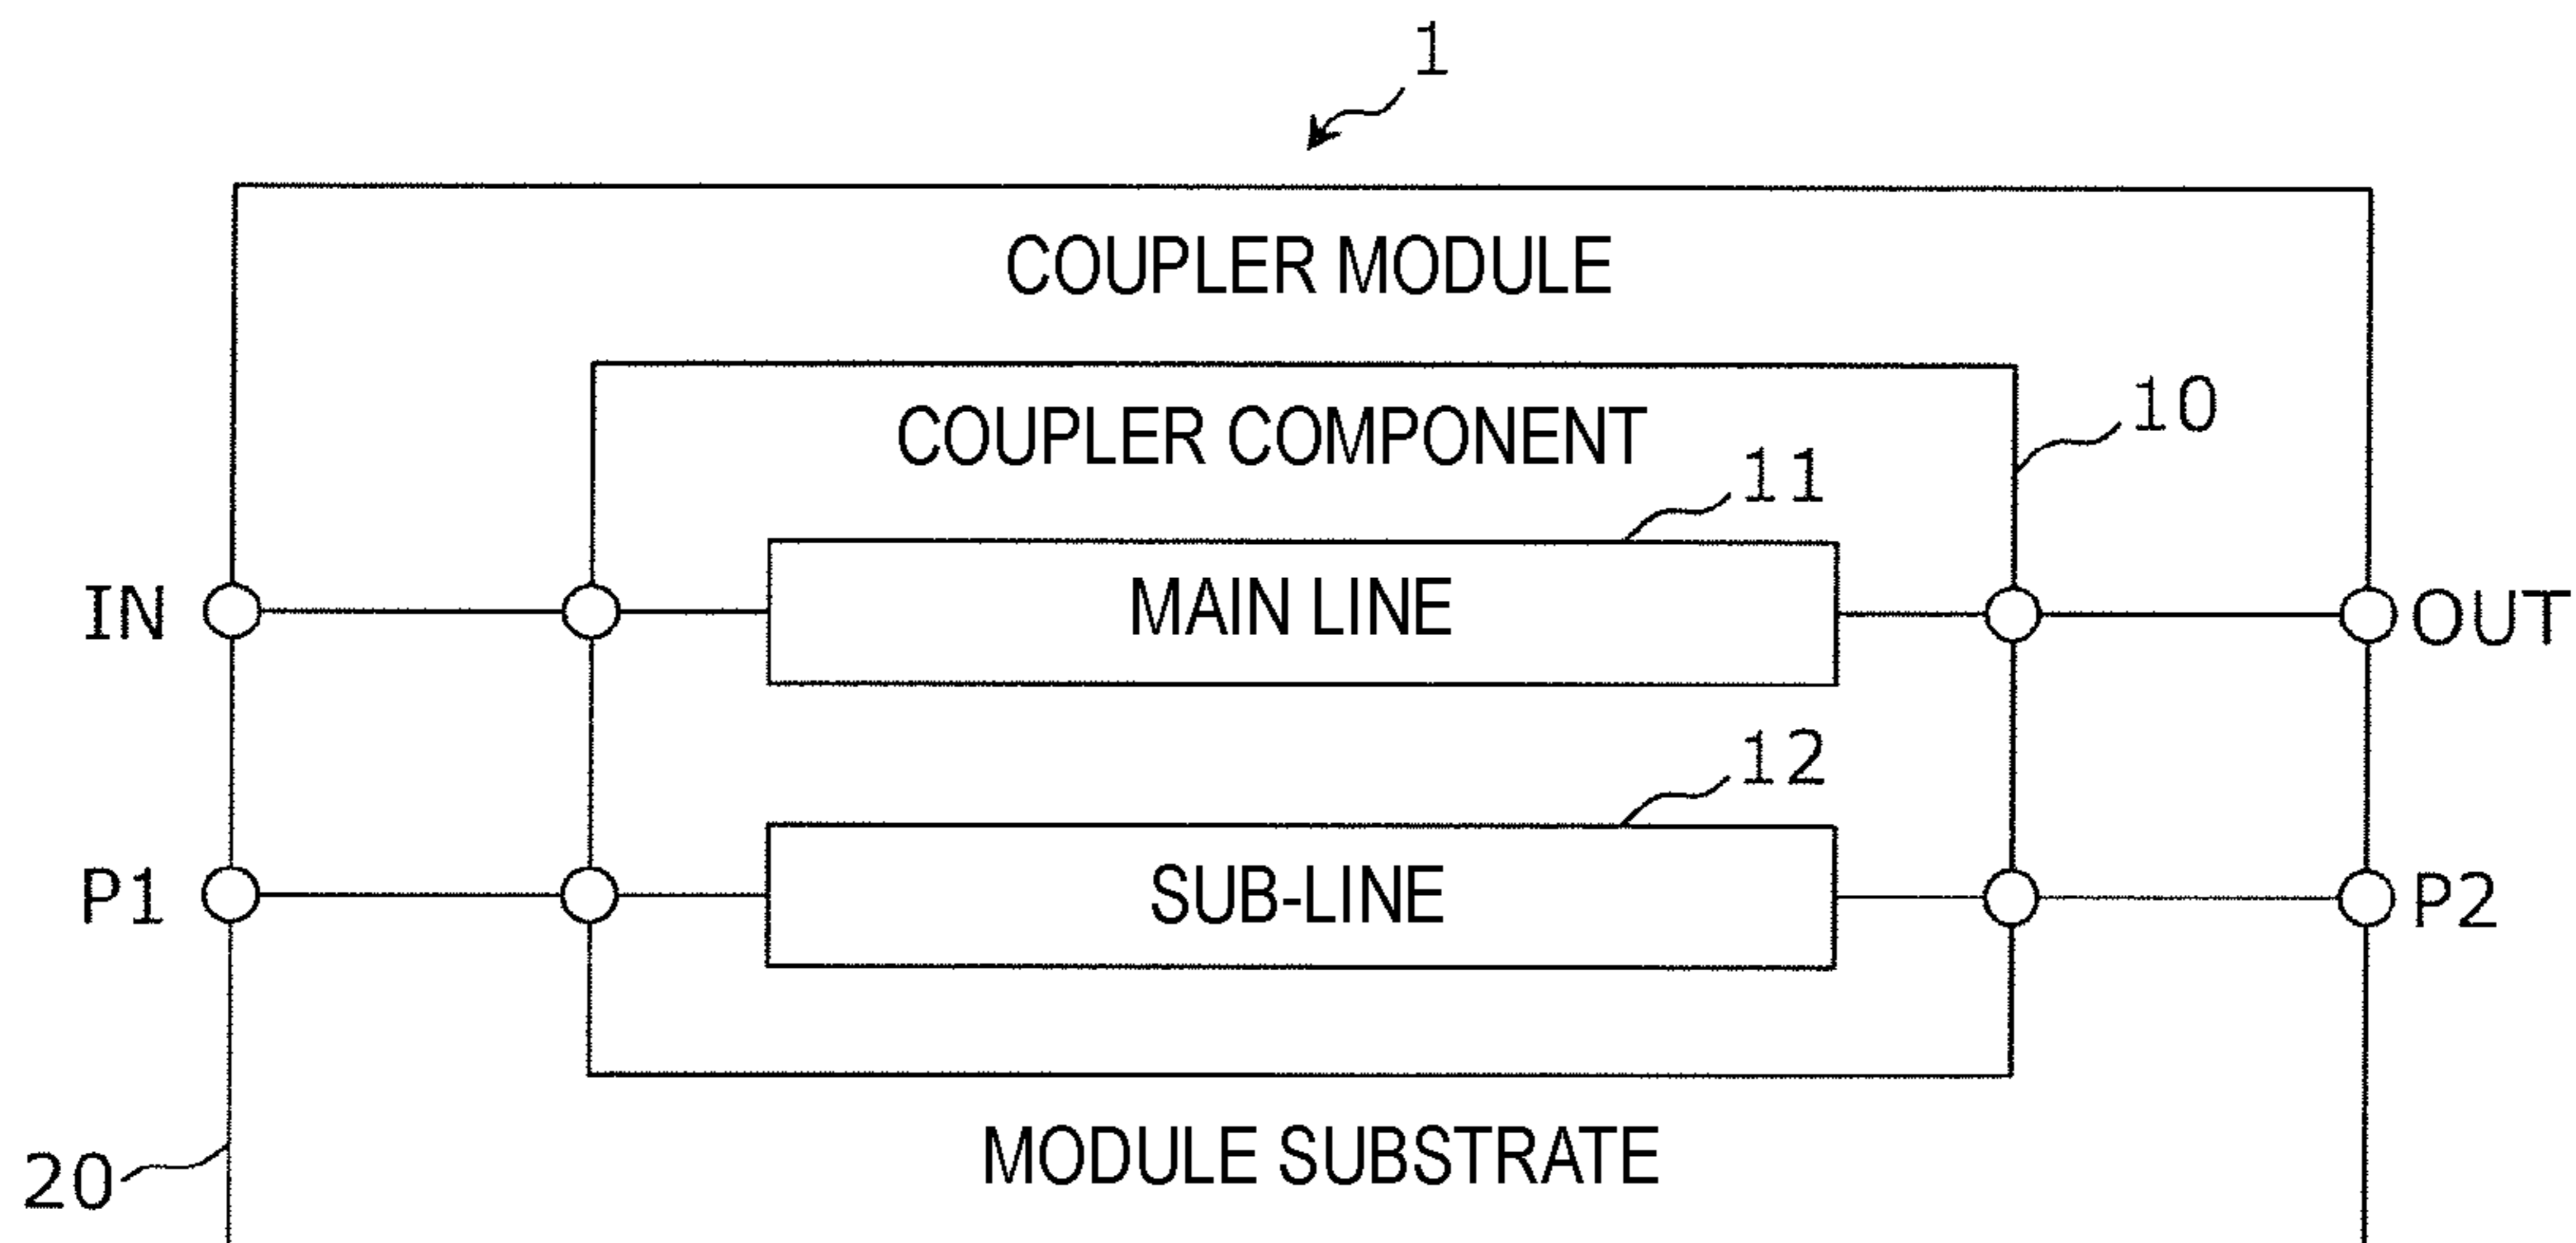 1
COUPLER MODULE
COUPLER COMPONENT
10
11
IN
MAIN LINE
OUT
12
P1
SUB-LINE
P2
MODULE SUBSTRATE
20